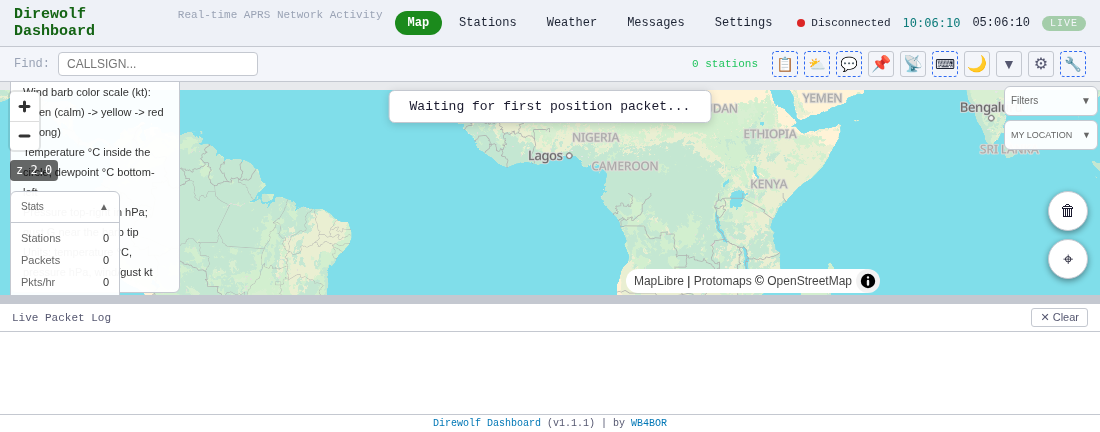 Direwolf Dashboard
Real-time APRS Network Activity
Map
Stations
Weather
Messages
Settings
Disconnected
10:06:10
05:06:10
LIVE
Find:
CALLSIGN...
0 stations
Wind barb color scale (kt):
(calm) -> yellow -> red
Temperature °C inside the
dewpoint °C bottom-
hPa;
tip
gust kt
z 2.0
Stats ▲
Stations 0
Packets 0
Pkts/hr 0
Waiting for first position packet...
YEMEN
NIGERIA
ETHIOPIA
Lagos
CAMEROON
KENYA
Filters ▼
MY LOCATION ▼
SRI LANKA
MapLibre | Protomaps © OpenStreetMap
Live Packet Log
✕ Clear
Direwolf Dashboard (v1.1.1) | by WB4BOR